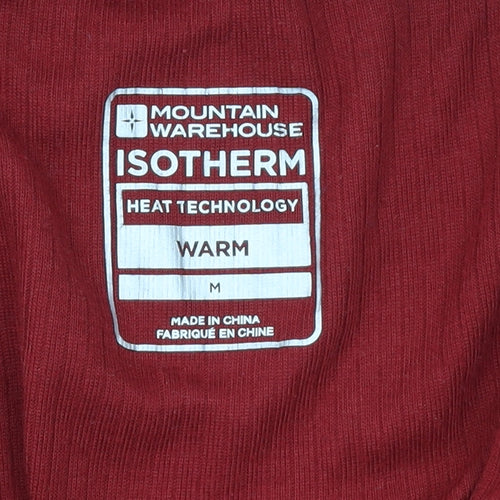 MOUNTAIN
WAREHOUSE
ISOTHERM
HEAT TECHNOLOGY
WARM
M
MADE IN CHINA
FABRIQUÉ EN CHINE